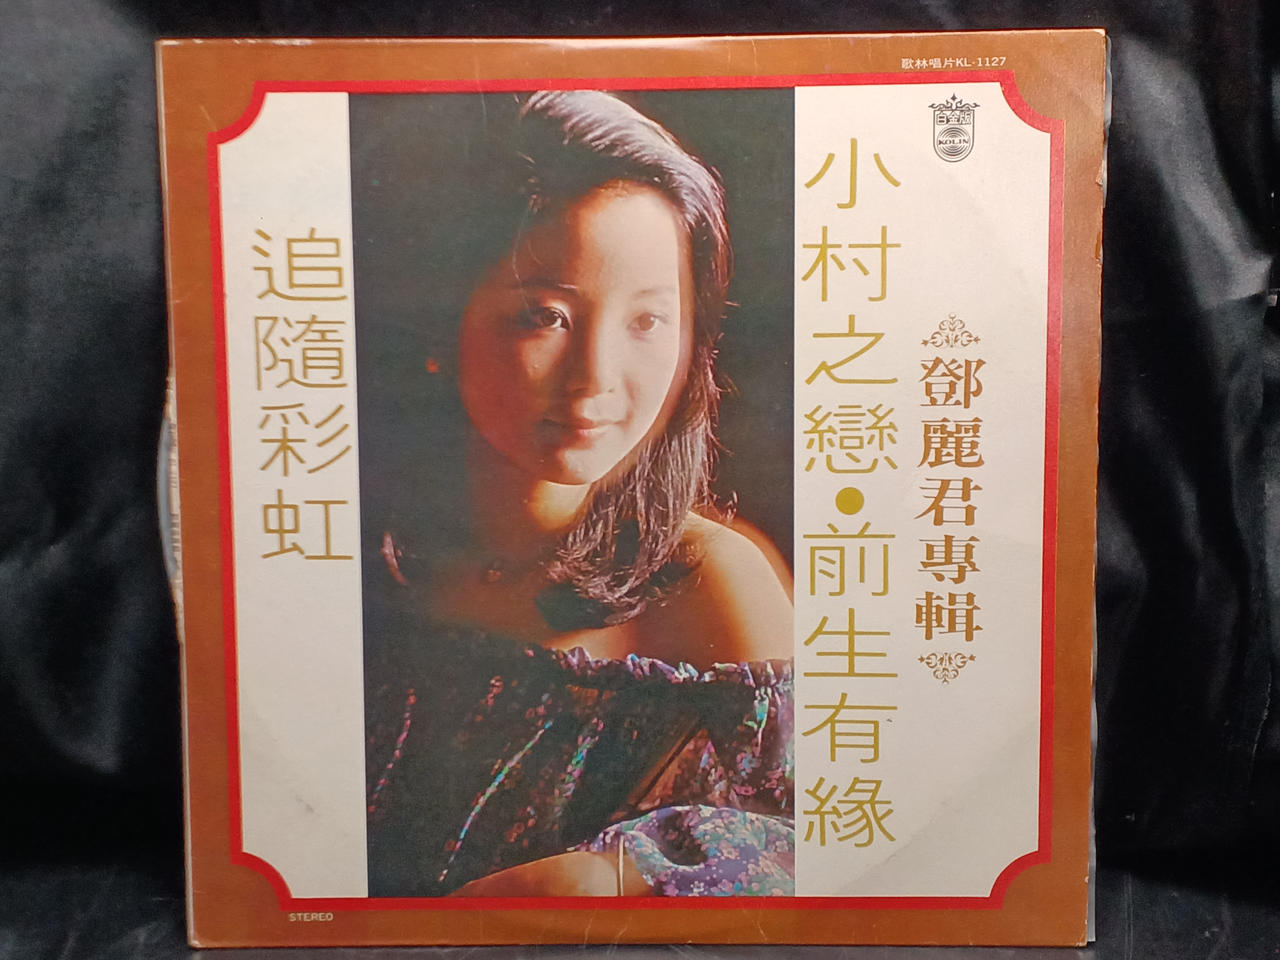 歌林唱片KL-1127
白金版
KOLIN
鄧麗君專輯
小村之戀•前生有緣
追隨彩虹
STEREO